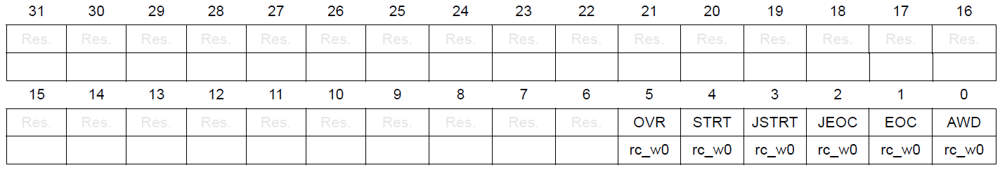 31 30 29 28 27 26 25 24 23 22 21 20 19 18 17 16
Res. Res. Res. Res. Res. Res. Res. Res. Res. Res. Res. Res. Res. Res. Res. Res.
15 14 13 12 11 10 9 8 7 6 5 4 3 2 1 0
Res. Res. Res. Res. Res. Res. Res. Res. Res. Res. OVR STRT JSTRT JEOC EOC AWD
rc_w0 rc_w0 rc_w0 rc_w0 rc_w0 rc_w0